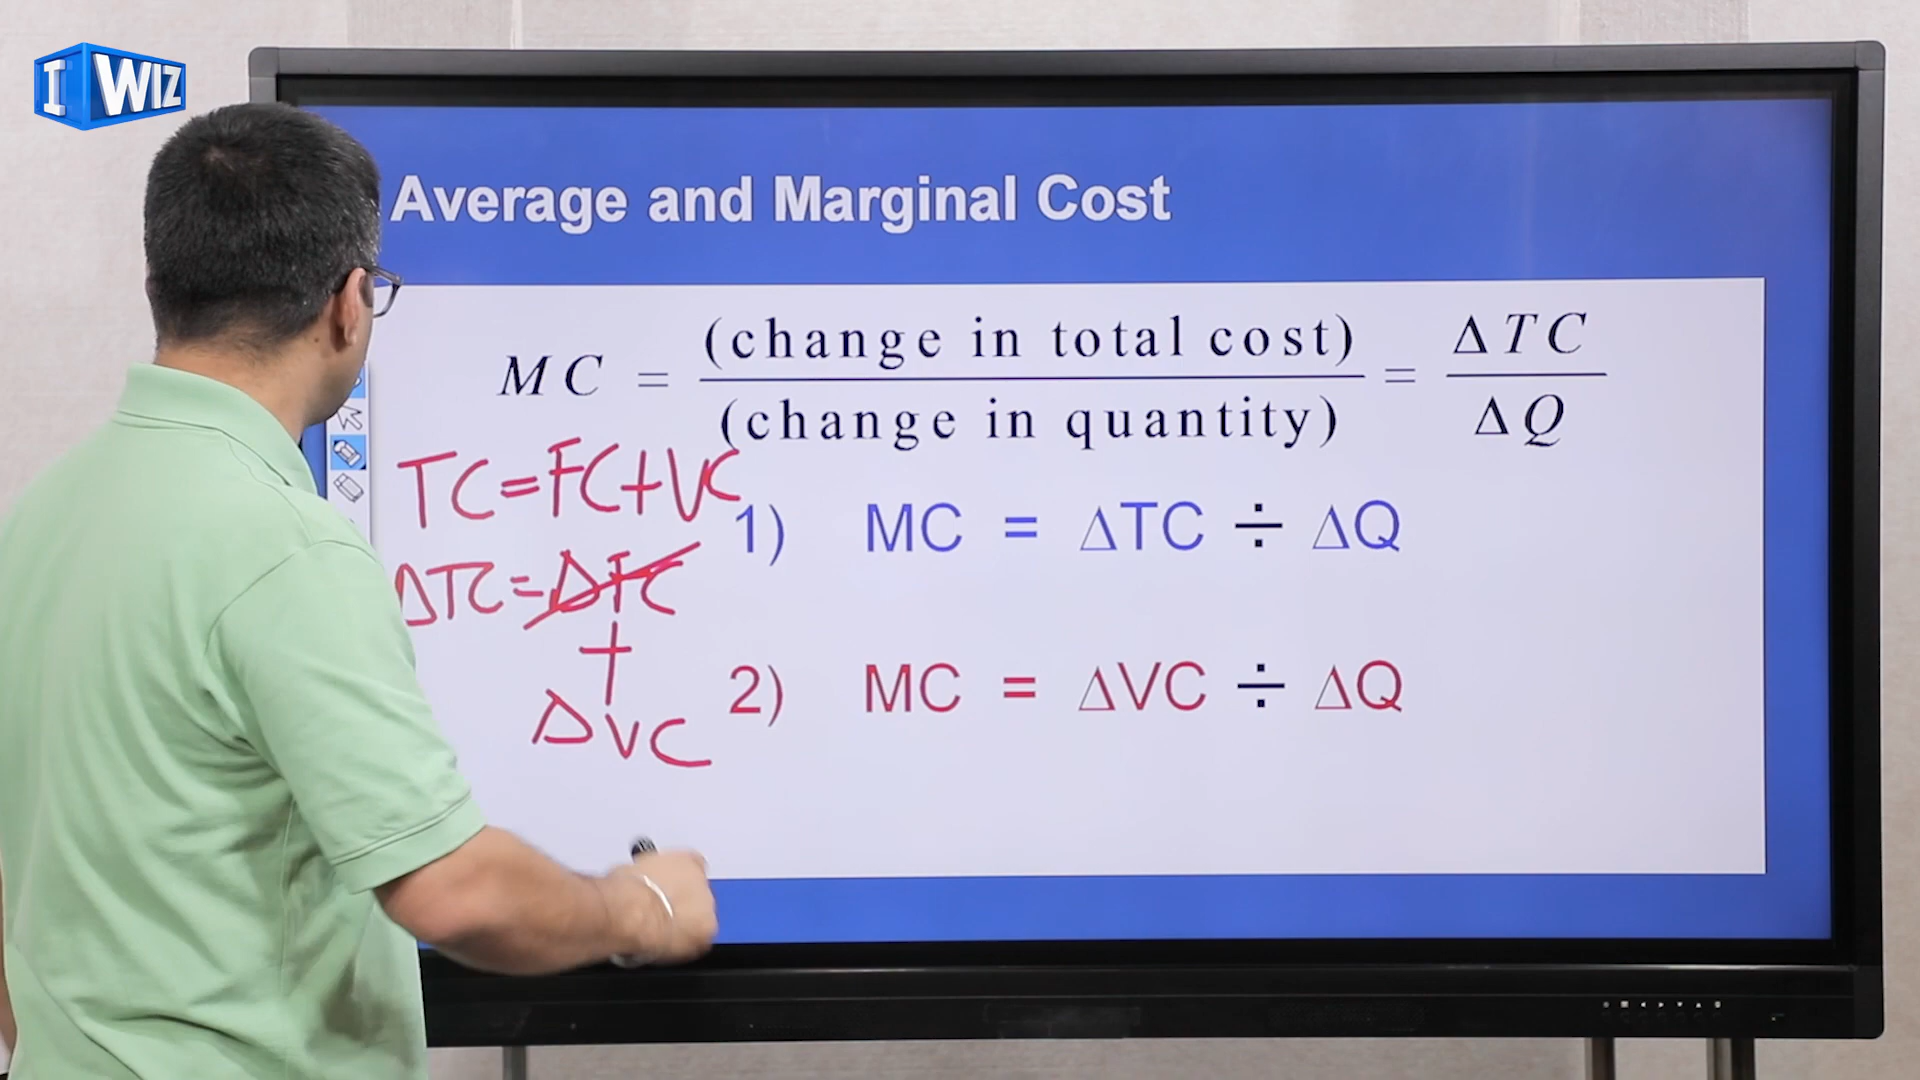 I WIZ
Average and Marginal Cost
MC = (change in total cost) / (change in quantity) = ΔTC / ΔQ
TC=FC+VC
1) MC = ΔTC ÷ ΔQ
ΔTC=ΔFC
+
ΔVC
2) MC = ΔVC ÷ ΔQ